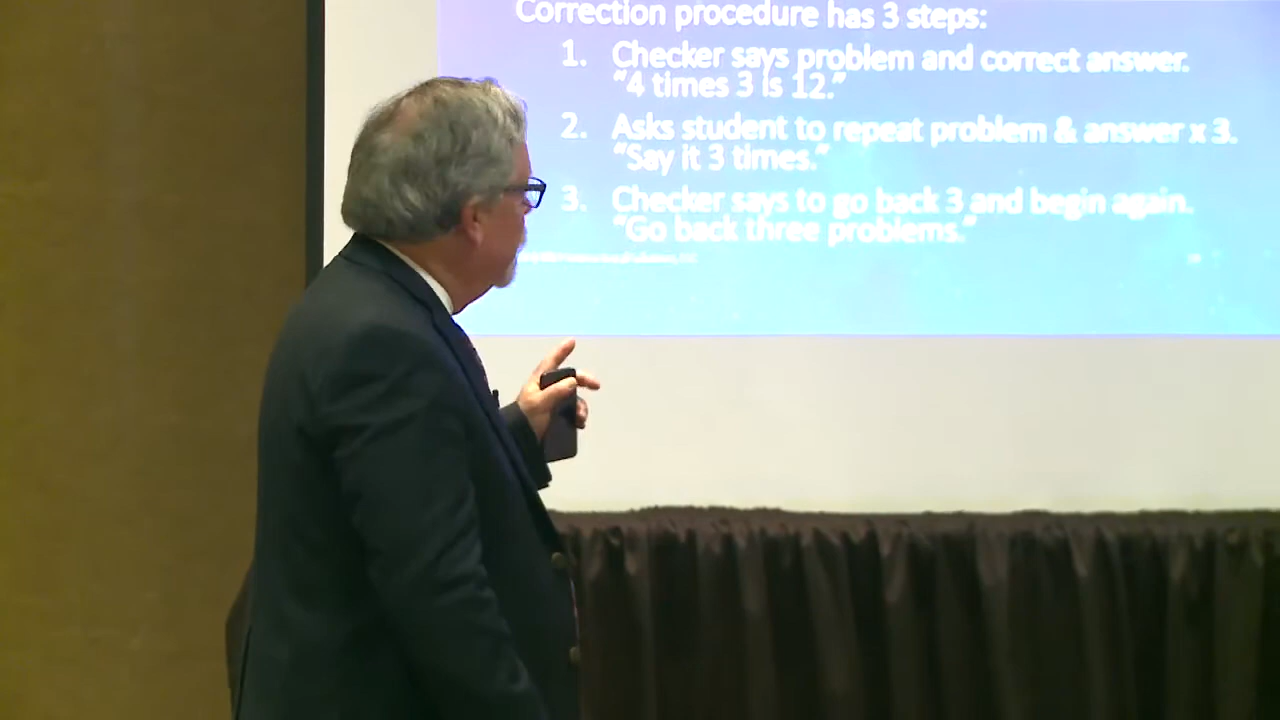 Correction procedure has 3 steps:
1. Checker says problem and correct answer.
“4 times 3 is 12.”
2. Asks student to repeat problem & answer x 3.
“Say it 3 times.”
3. Checker says to go back 3 and begin again.
“Go back three problems.”